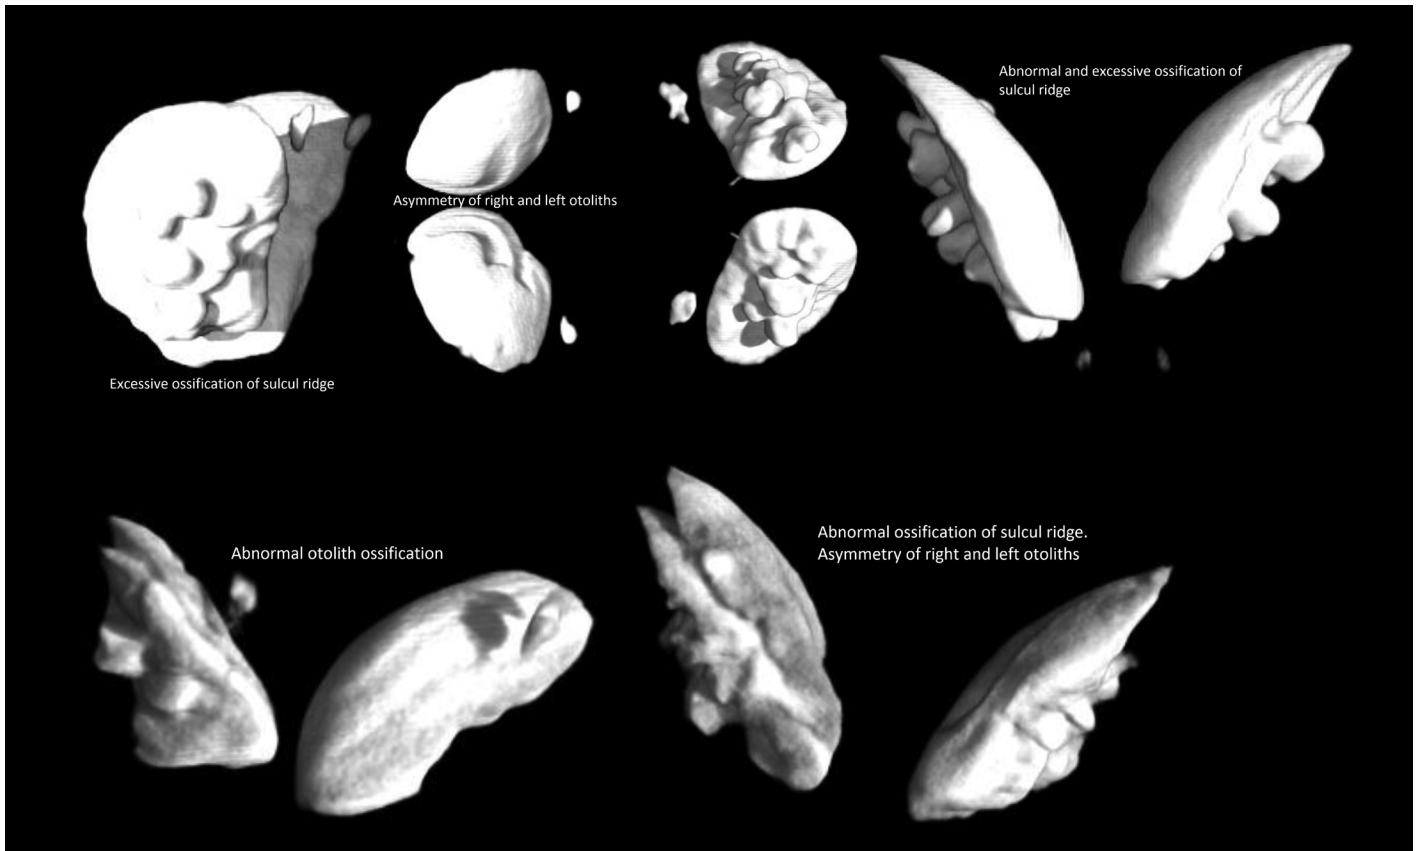 Abnormal and excessive ossification of
sulcul ridge
Asymmetry of right and left otoliths
Excessive ossification of sulcul ridge
Abnormal otolith ossification
Abnormal ossification of sulcul ridge.
Asymmetry of right and left otoliths